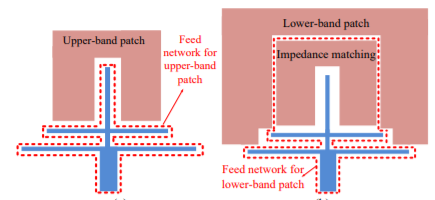 Upper-band patch
Feed
network for
upper-band
patch
Lower-band patch
Impedance matching
Feed network for
lower-band patch